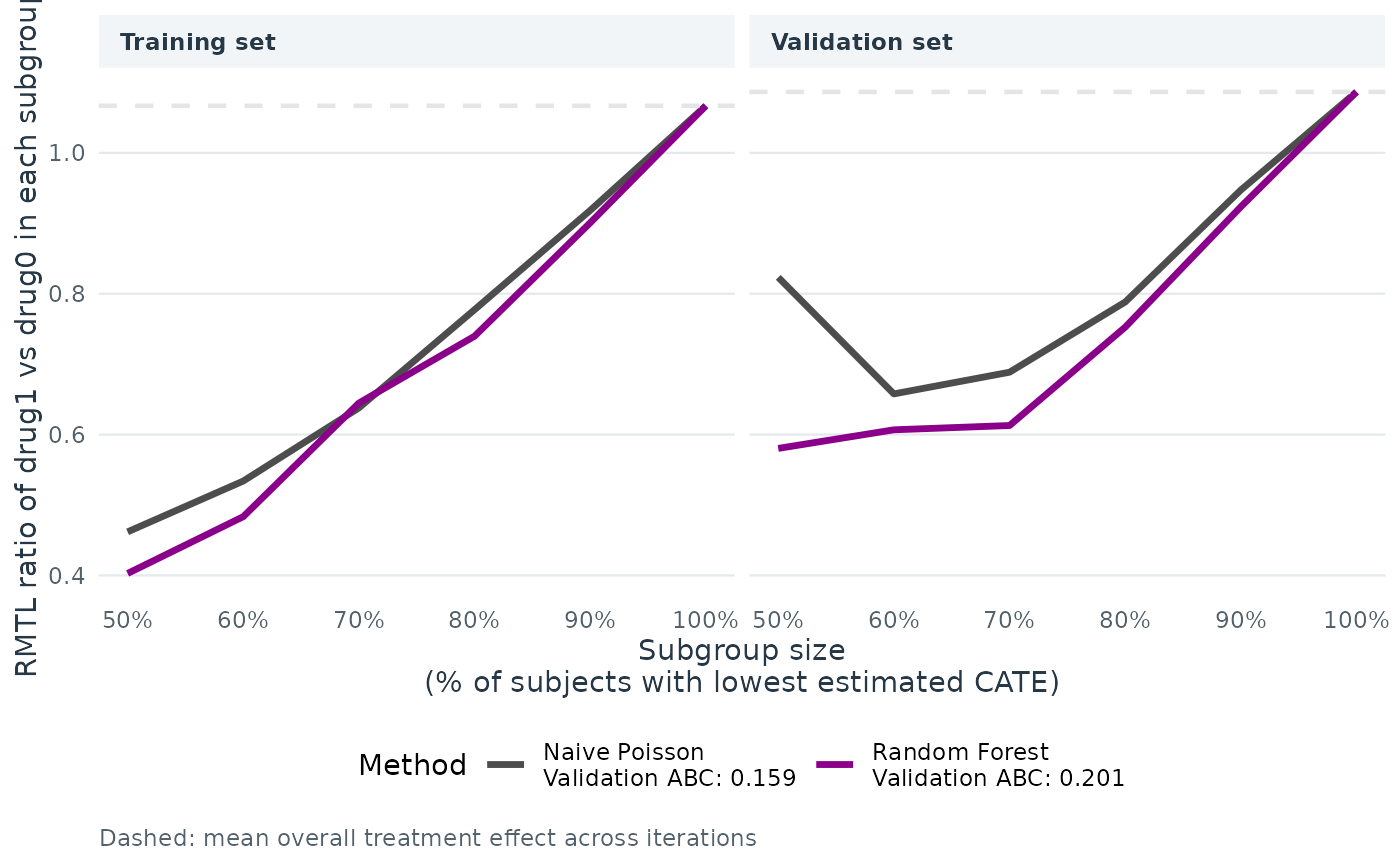 Training set
Validation set
RMTL ratio of drug1 vs drug0 in each subgroup
1.0
0.8
0.6
0.4
50% 60% 70% 80% 90% 100%
50% 60% 70% 80% 90% 100%
Subgroup size
(% of subjects with lowest estimated CATE)
Method
Naive Poisson
Validation ABC: 0.159
Random Forest
Validation ABC: 0.201
Dashed: mean overall treatment effect across iterations